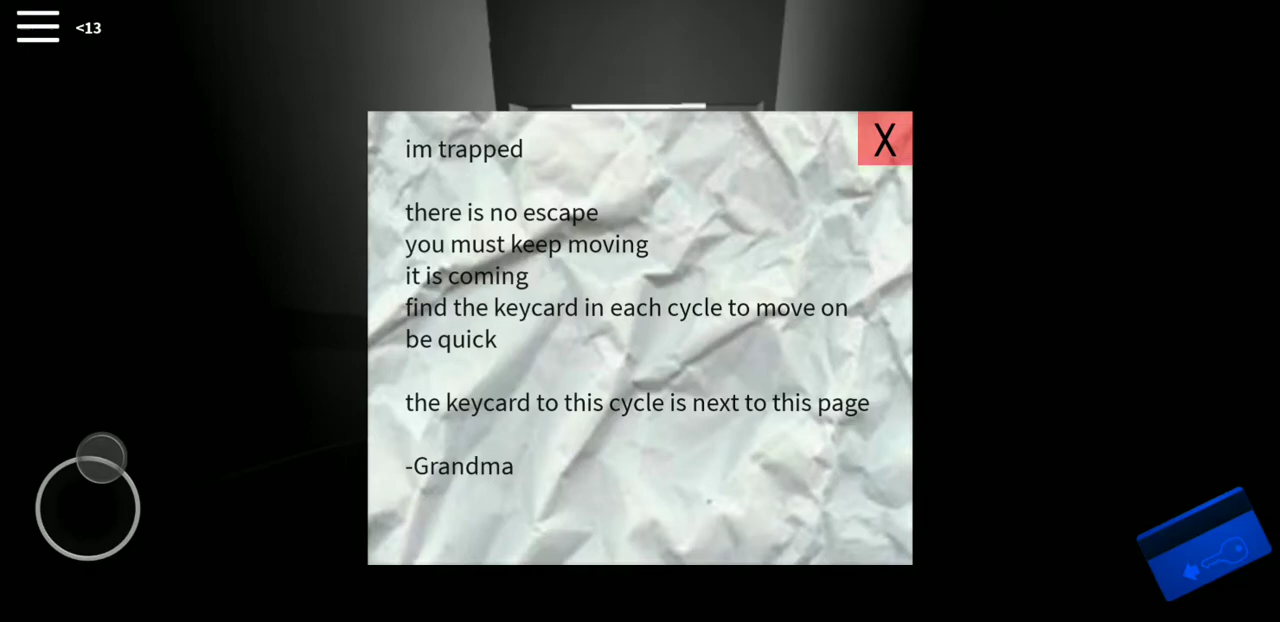 <13
X
im trapped
there is no escape
you must keep moving
it is coming
find the keycard in each cycle to move on
be quick
the keycard to this cycle is next to this page
-Grandma